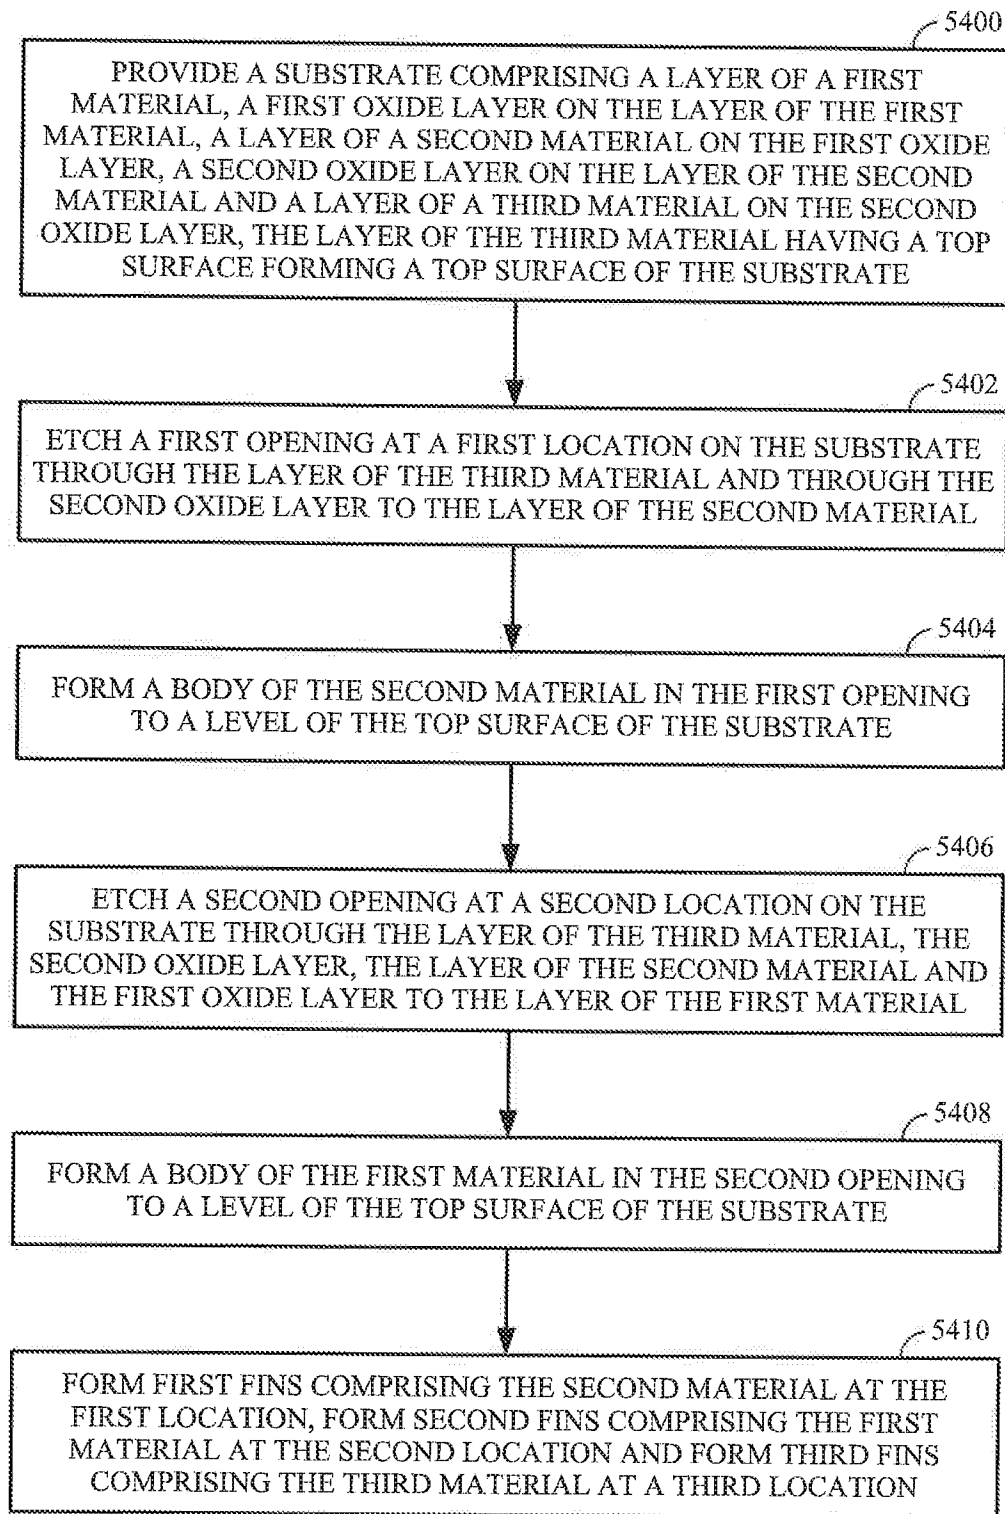 5400
PROVIDE A SUBSTRATE COMPRISING A LAYER OF A FIRST
MATERIAL, A FIRST OXIDE LAYER ON THE LAYER OF THE FIRST
MATERIAL, A LAYER OF A SECOND MATERIAL ON THE FIRST OXIDE
LAYER, A SECOND OXIDE LAYER ON THE LAYER OF THE SECOND
MATERIAL AND A LAYER OF A THIRD MATERIAL ON THE SECOND
OXIDE LAYER, THE LAYER OF THE THIRD MATERIAL HAVING A TOP
SURFACE FORMING A TOP SURFACE OF THE SUBSTRATE
5402
ETCH A FIRST OPENING AT A FIRST LOCATION ON THE SUBSTRATE
THROUGH THE LAYER OF THE THIRD MATERIAL AND THROUGH THE
SECOND OXIDE LAYER TO THE LAYER OF THE SECOND MATERIAL
5404
FORM A BODY OF THE SECOND MATERIAL IN THE FIRST OPENING
TO A LEVEL OF THE TOP SURFACE OF THE SUBSTRATE
5406
ETCH A SECOND OPENING AT A SECOND LOCATION ON THE
SUBSTRATE THROUGH THE LAYER OF THE THIRD MATERIAL, THE
SECOND OXIDE LAYER, THE LAYER OF THE SECOND MATERIAL AND
THE FIRST OXIDE LAYER TO THE LAYER OF THE FIRST MATERIAL
5408
FORM A BODY OF THE FIRST MATERIAL IN THE SECOND OPENING
TO A LEVEL OF THE TOP SURFACE OF THE SUBSTRATE
5410
FORM FIRST FINS COMPRISING THE SECOND MATERIAL AT THE
FIRST LOCATION, FORM SECOND FINS COMPRISING THE FIRST
MATERIAL AT THE SECOND LOCATION AND FORM THIRD FINS
COMPRISING THE THIRD MATERIAL AT A THIRD LOCATION